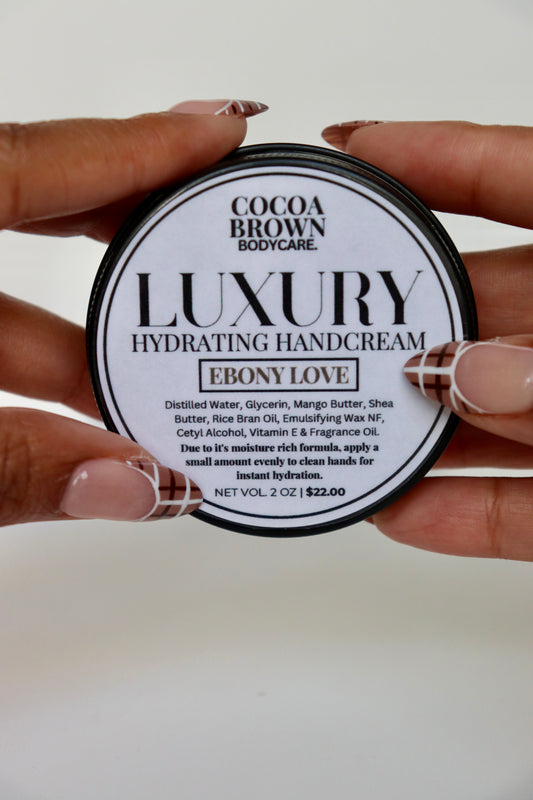 COCOA
BROWN
BODYCARE.
LUXURY
HYDRATING HANDCREAM
EBONY LOVE
Distilled Water, Glycerin, Mango Butter, Shea
Butter, Rice Bran Oil, Emulsifying Wax NF,
Cetyl Alcohol, Vitamin E & Fragrance Oil.
Due to it's moisture rich formula, apply a
small amount evenly to clean hands for
instant hydration.
NET VOL. 2 OZ | $22.00